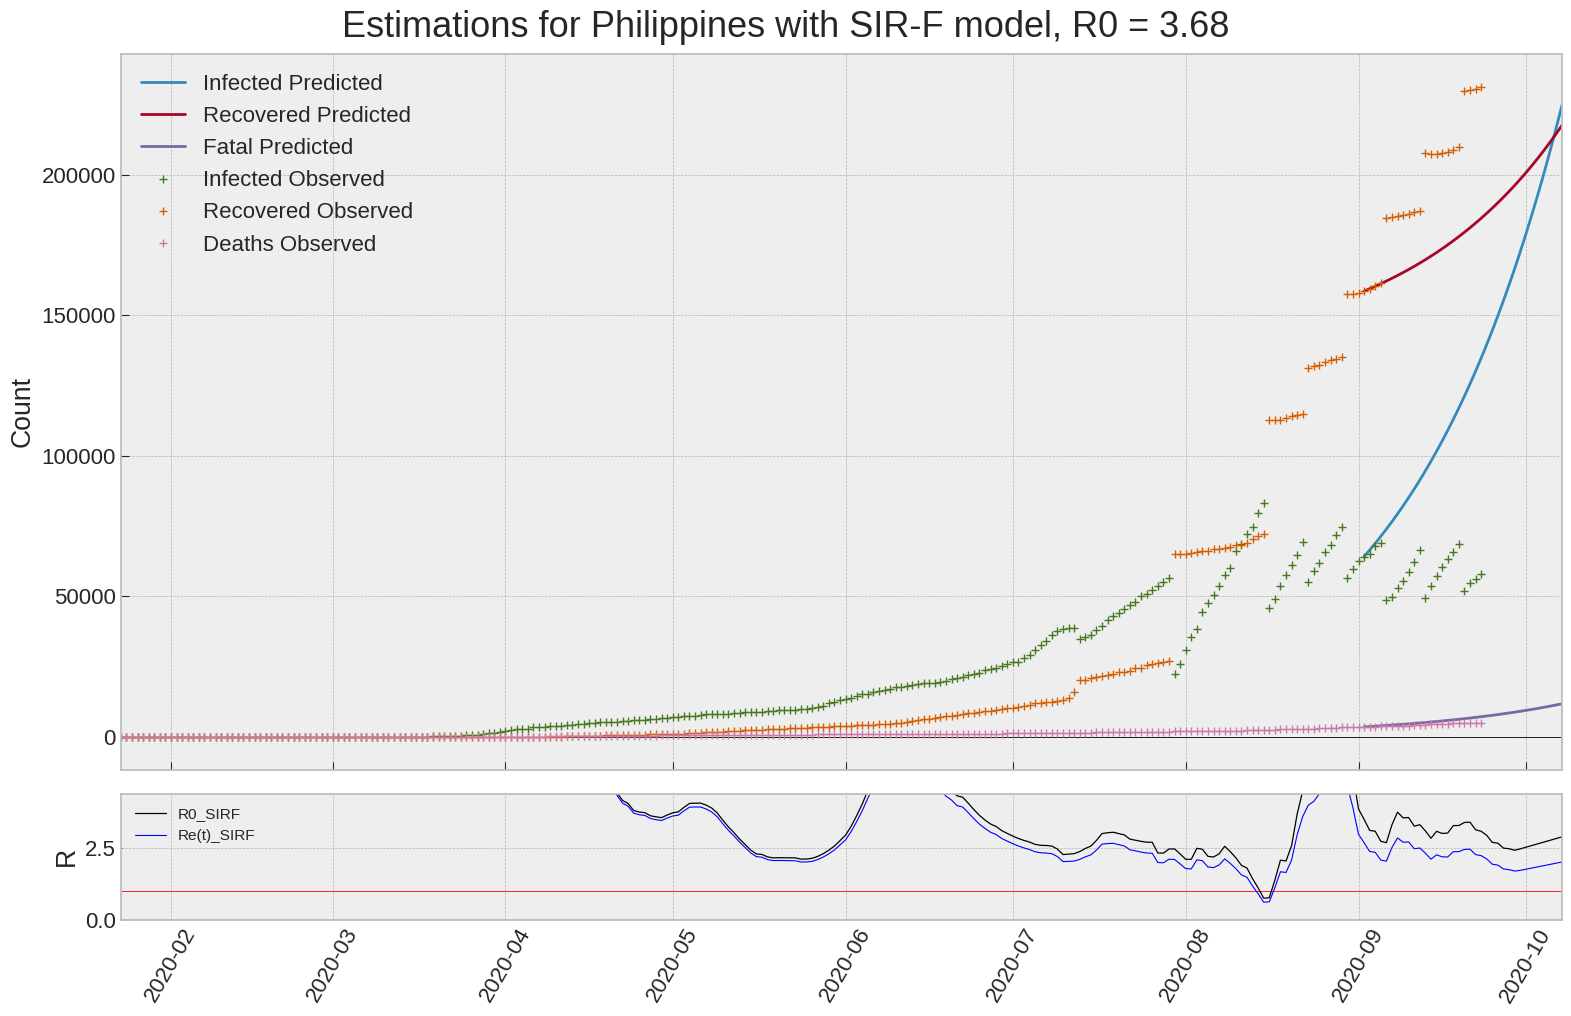 Estimations for Philippines with SIR-F model, R0 = 3.68
Infected Predicted
Recovered Predicted
Fatal Predicted
Infected Observed
Recovered Observed
Deaths Observed
Count
200000
150000
100000
50000
0
R0_SIRF
Re(t)_SIRF
R
2.5
0.0
2020-02
2020-03
2020-04
2020-05
2020-06
2020-07
2020-08
2020-09
2020-10